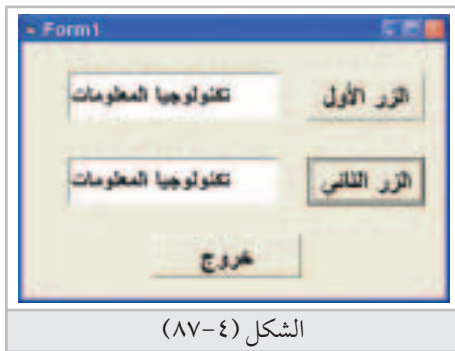 Form1
الزر الأول تكنولوجيا المعلومات
الزر الثاني تكنولوجيا المعلومات
خروج
الشكل (٤-٨٧)